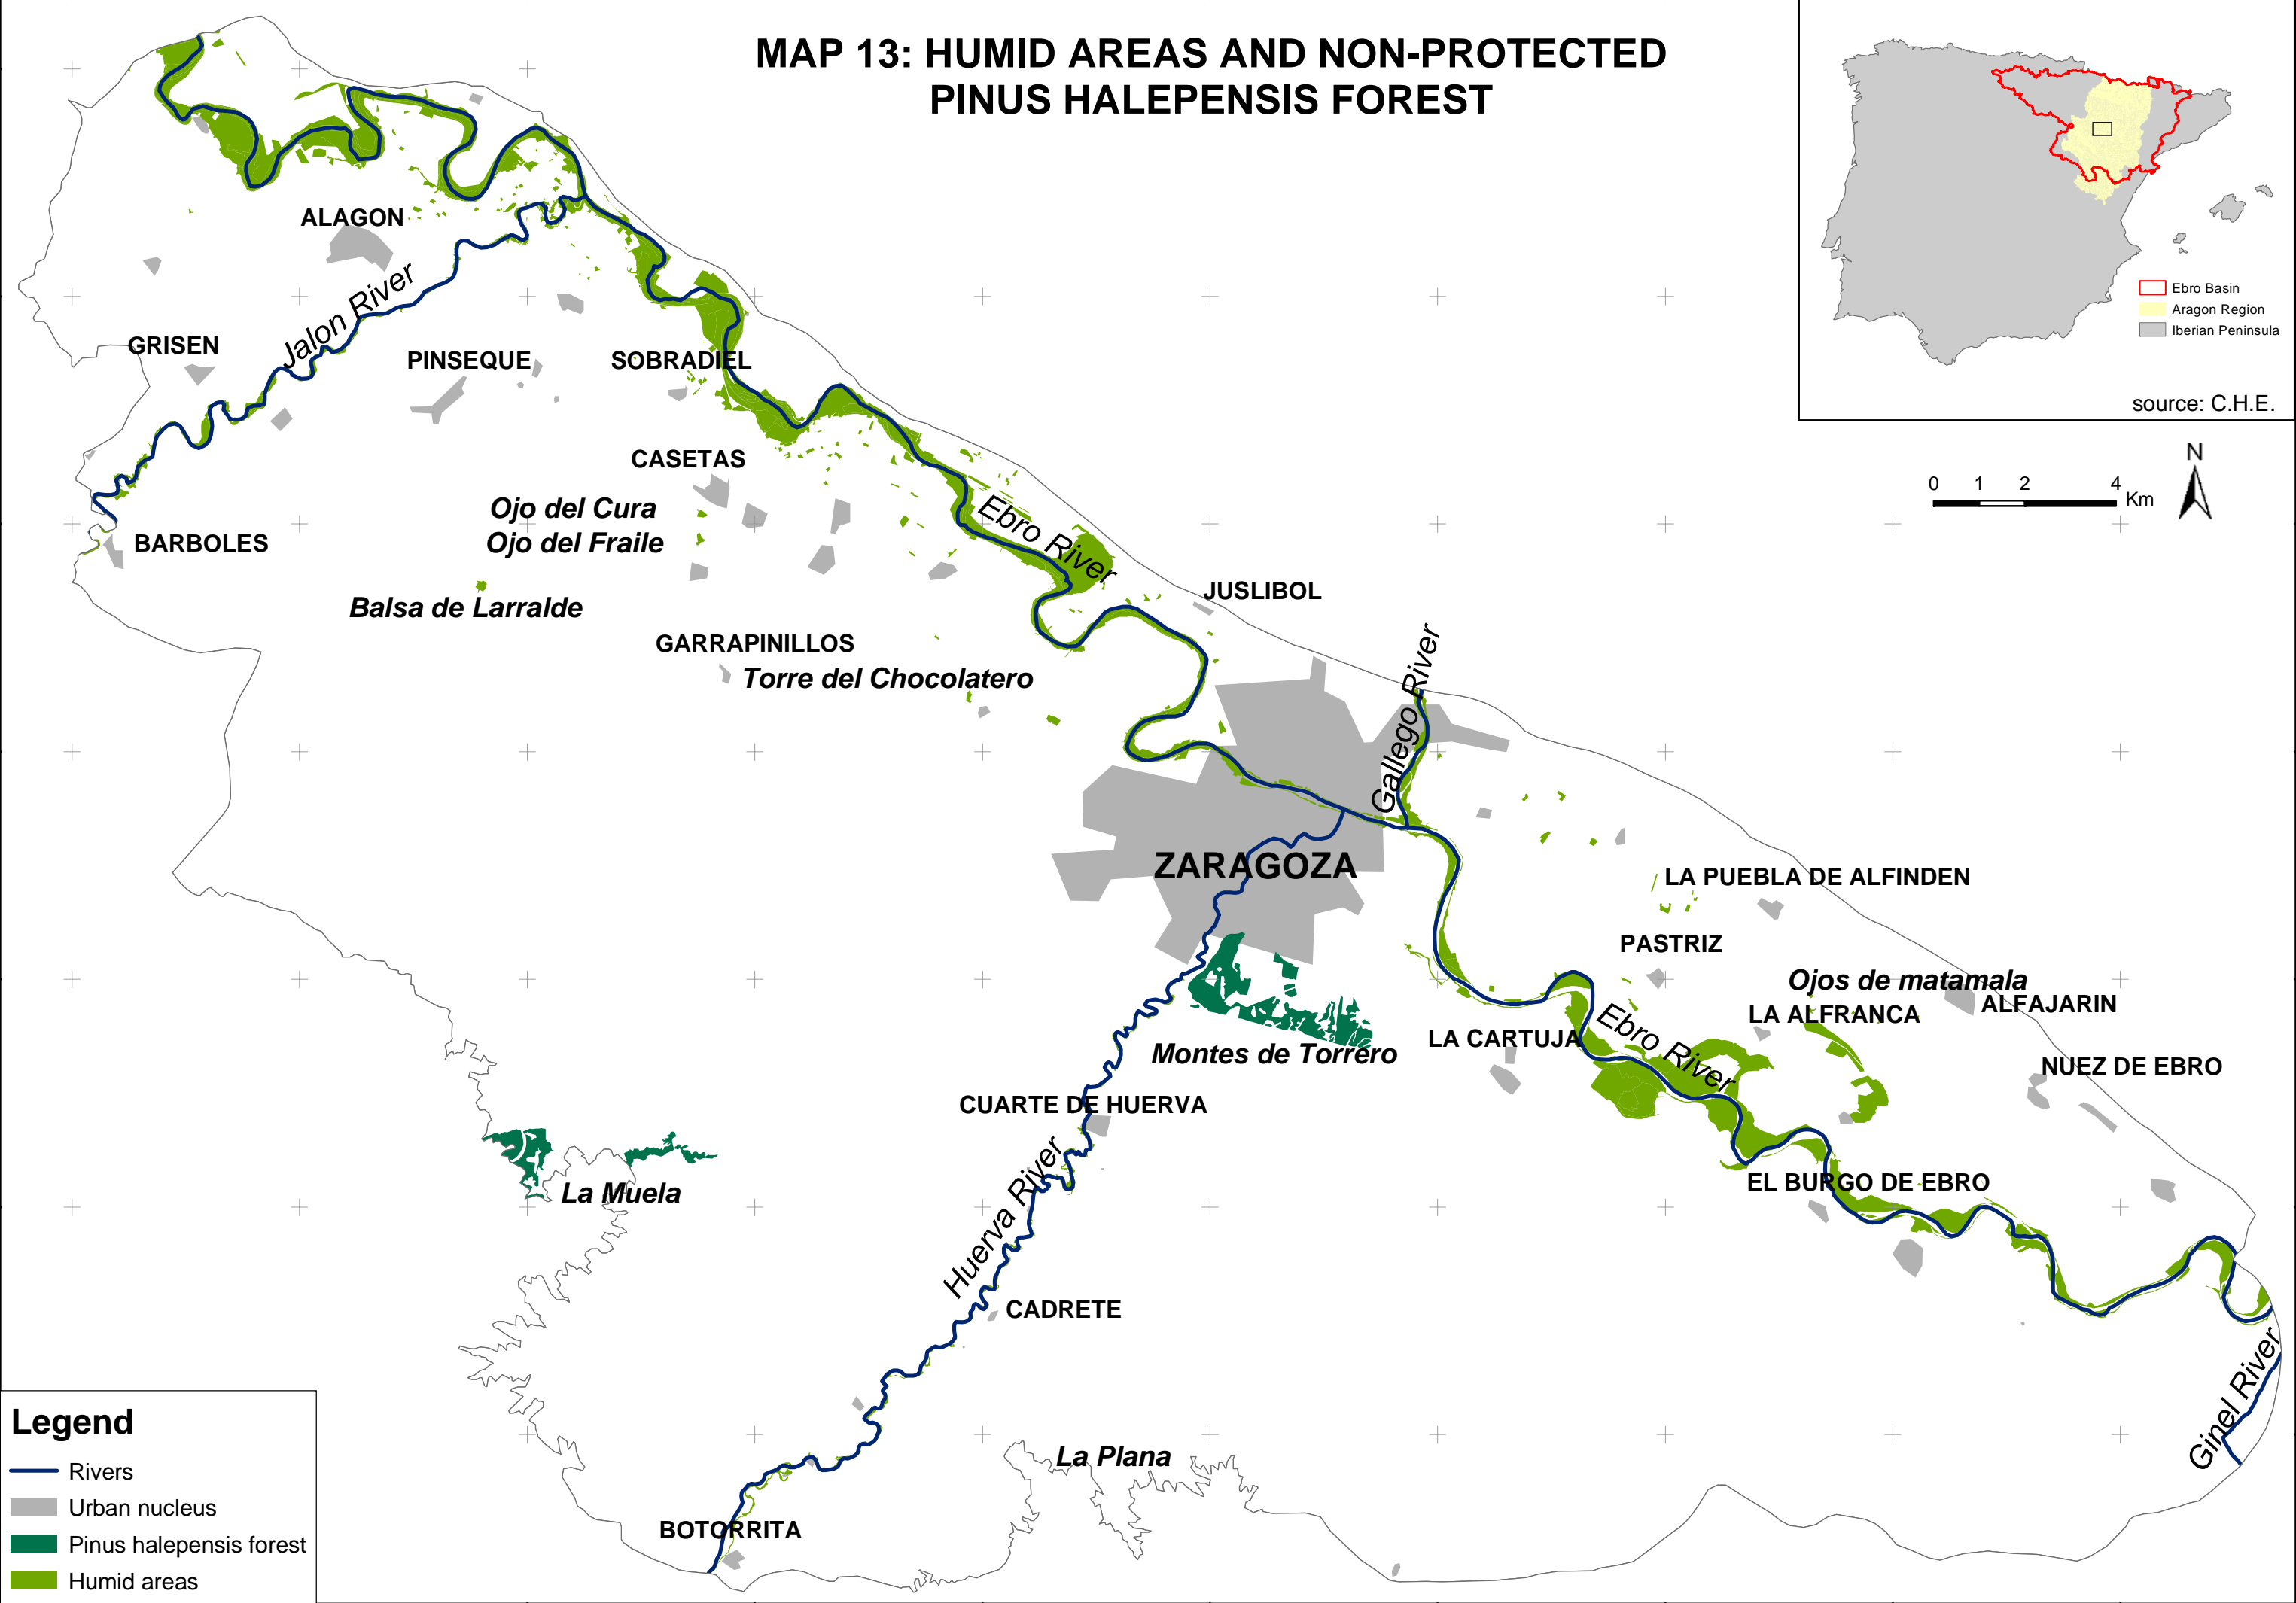 MAP 13: HUMID AREAS AND NON-PROTECTED
PINUS HALEPENSIS FOREST
Ebro Basin
Aragon Region
Iberian Peninsula
source: C.H.E.
N
0 1 2 4
Km
ALAGON
Jalon River
GRISEN
PINSEQUE
SOBRADIEL
CASETAS
Ojo del Cura
Ojo del Fraile
Ebro River
BARBOLES
Balsa de Larralde
JUSLIBOL
GARRAPINILLOS
Torre del Chocolatero
Gallego River
ZARAGOZA
LA PUEBLA DE ALFINDEN
PASTRIZ
Ojos de matamala
ALFAJARIN
LA ALFRANCA
LA CARTUJA
Ebro River
Montes de Torrero
NUEZ DE EBRO
CUARTE DE HUERVA
La Muela
EL BURGO DE EBRO
Huerva River
CADRETE
Ginel River
La Plana
BOTORRITA
Legend
Rivers
Urban nucleus
Pinus halepensis forest
Humid areas